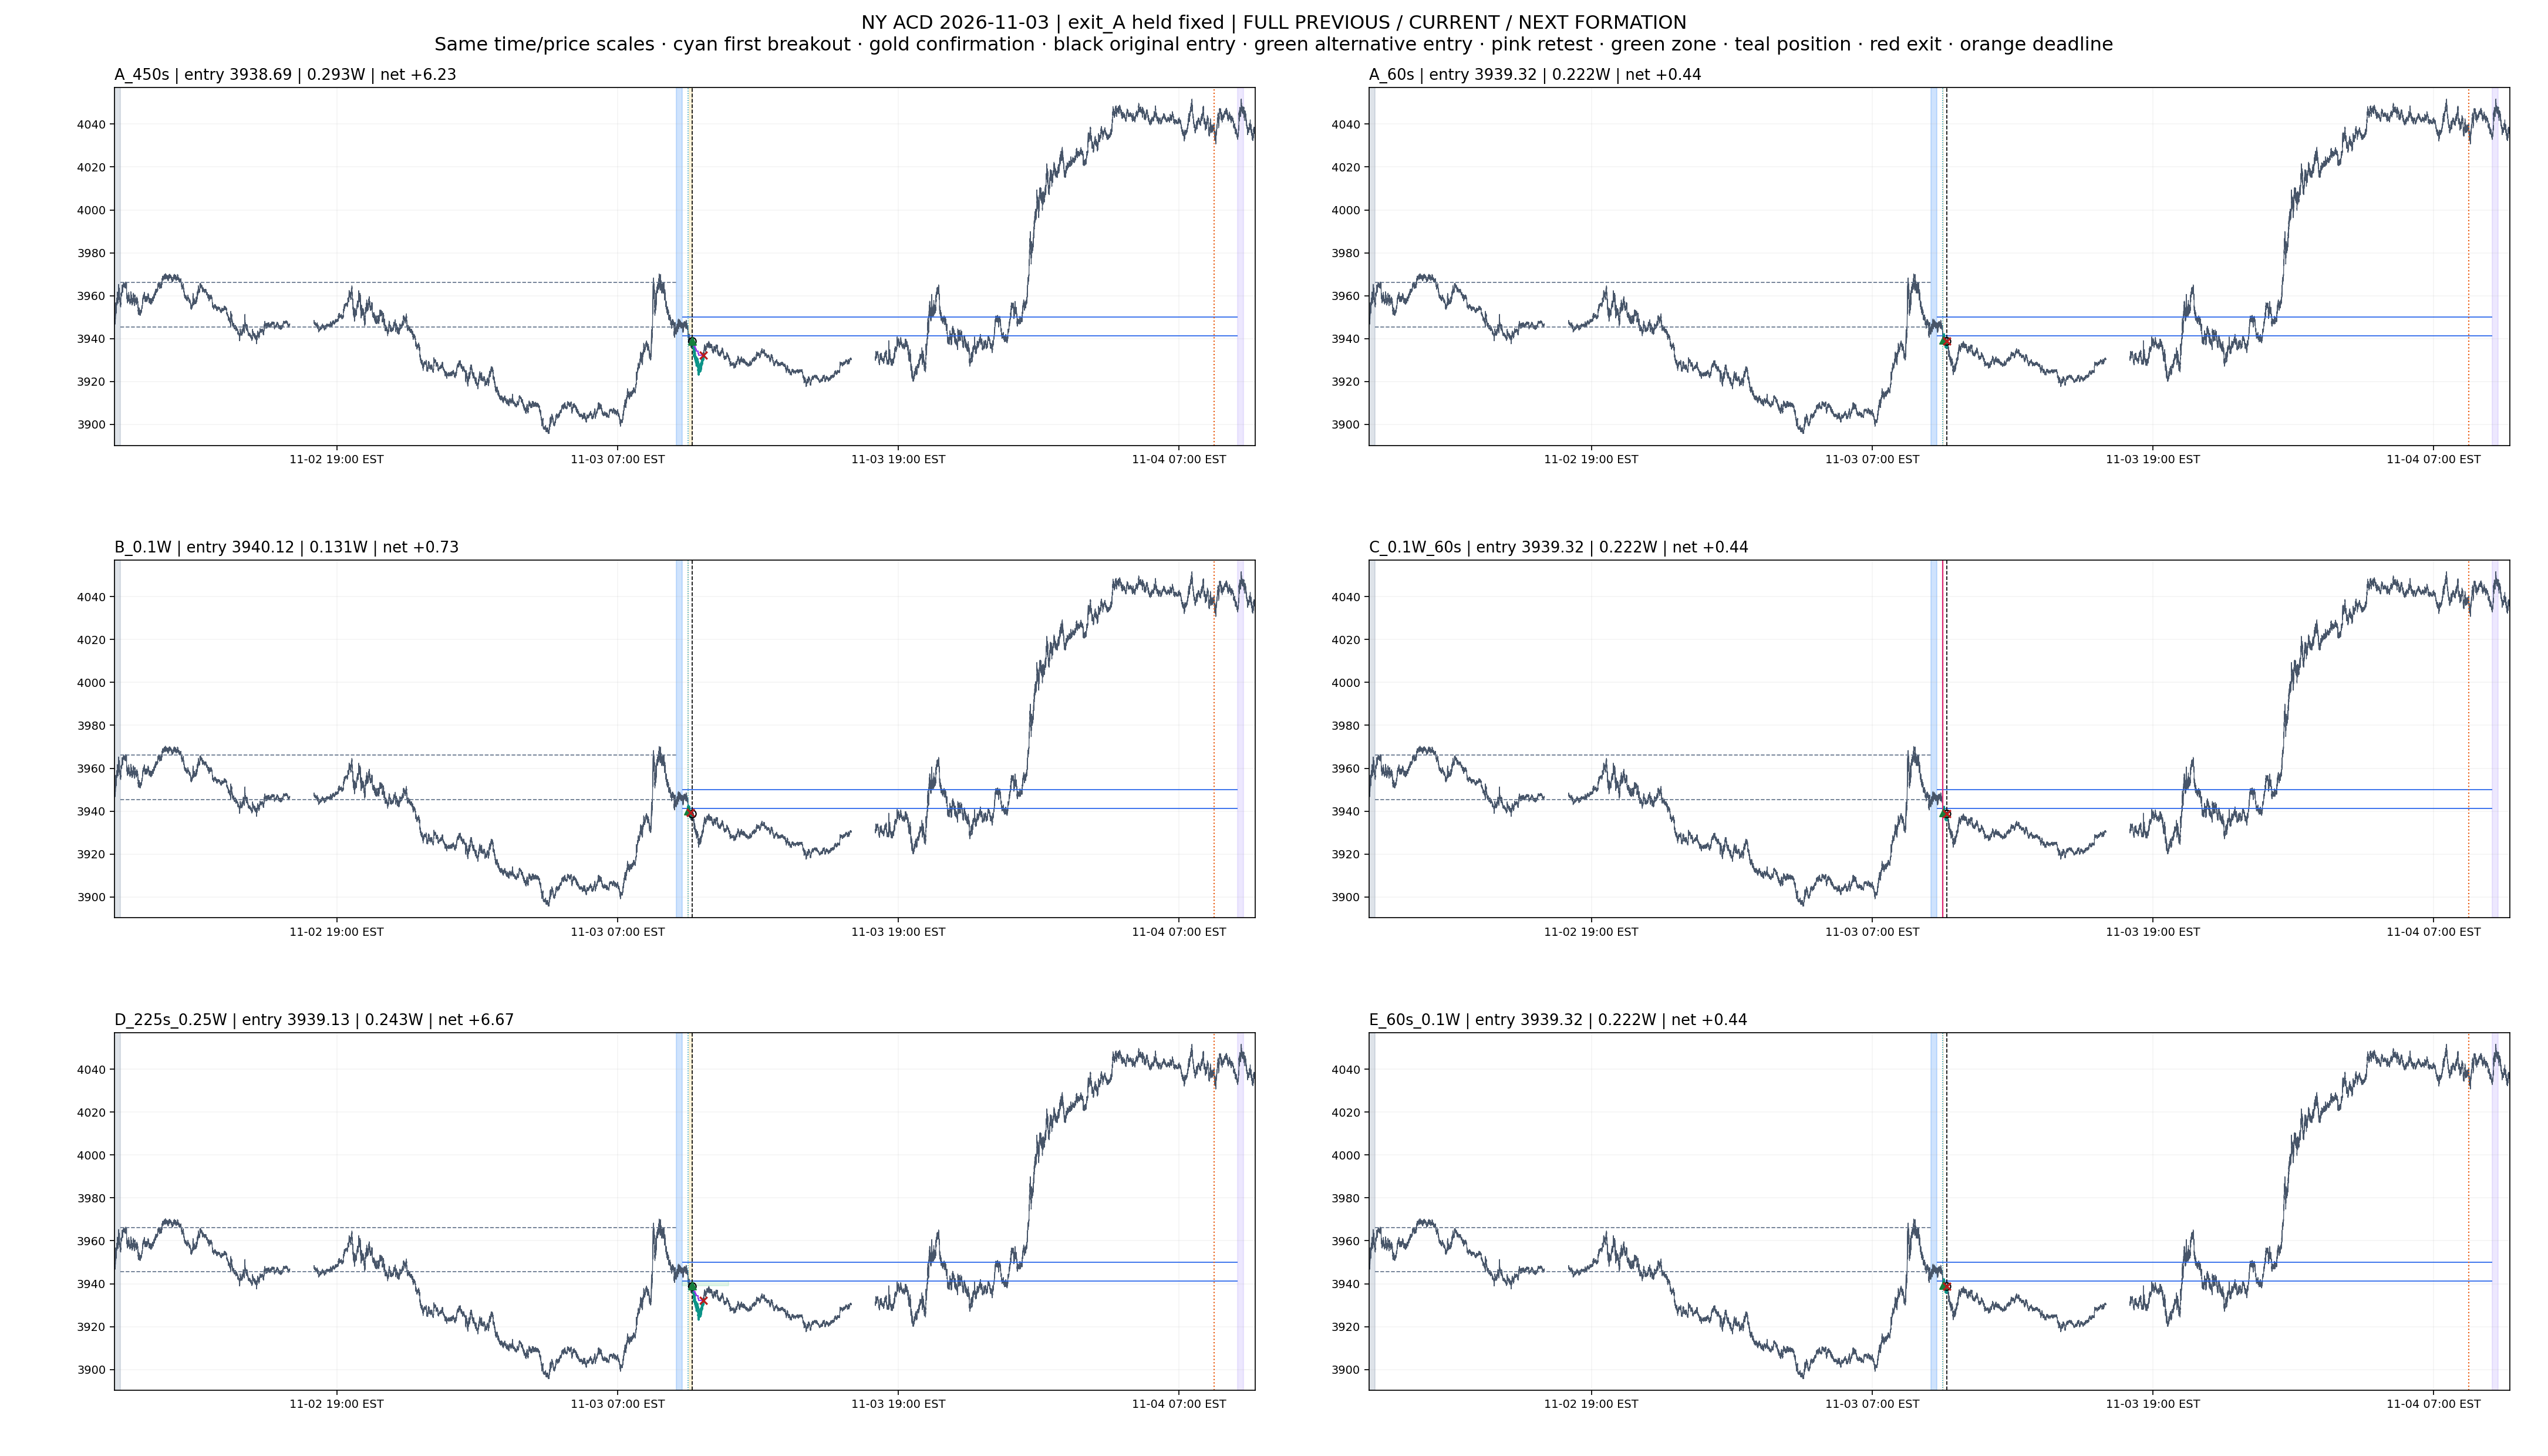 NY ACD 2026-11-03 | exit_A held fixed | FULL PREVIOUS / CURRENT / NEXT FORMATION
Same time/price scales · cyan first breakout · gold confirmation · black original entry · green alternative entry · pink retest · green zone · teal position · red exit · orange deadline
A_450s | entry 3938.69 | 0.293W | net +6.23
4040
4020
4000
3980
3960
3940
3920
3900
11-02 19:00 EST
11-03 07:00 EST
11-03 19:00 EST
11-04 07:00 EST
A_60s | entry 3939.32 | 0.222W | net +0.44
4040
4020
4000
3980
3960
3940
3920
3900
11-02 19:00 EST
11-03 07:00 EST
11-03 19:00 EST
11-04 07:00 EST
B_0.1W | entry 3940.12 | 0.131W | net +0.73
4040
4020
4000
3980
3960
3940
3920
3900
11-02 19:00 EST
11-03 07:00 EST
11-03 19:00 EST
11-04 07:00 EST
C_0.1W_60s | entry 3939.32 | 0.222W | net +0.44
4040
4020
4000
3980
3960
3940
3920
3900
11-02 19:00 EST
11-03 07:00 EST
11-03 19:00 EST
11-04 07:00 EST
D_225s_0.25W | entry 3939.13 | 0.243W | net +6.67
4040
4020
4000
3980
3960
3940
3920
3900
11-02 19:00 EST
11-03 07:00 EST
11-03 19:00 EST
11-04 07:00 EST
E_60s_0.1W | entry 3939.32 | 0.222W | net +0.44
4040
4020
4000
3980
3960
3940
3920
3900
11-02 19:00 EST
11-03 07:00 EST
11-03 19:00 EST
11-04 07:00 EST